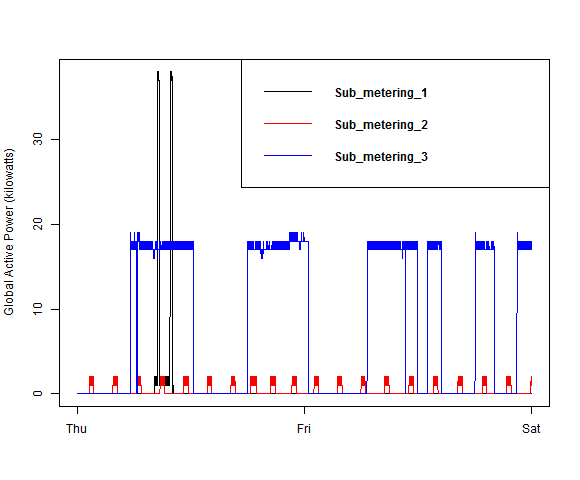 Sub_metering_1
Sub_metering_2
Sub_metering_3
Global Active Power (kilowatts)
30
20
10
0
Thu Fri Sat